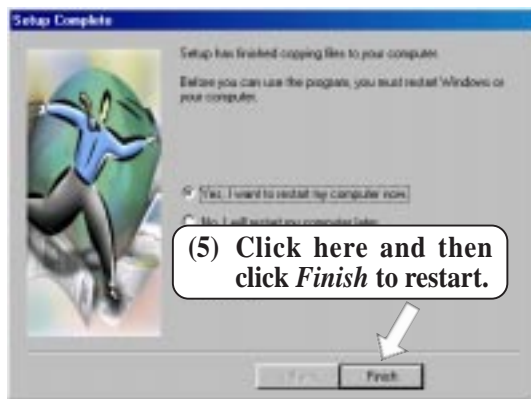 Setup Complete
Setup has finished copying files to your computer.
Before you can use the program, you must restart Windows or
your computer.
Yes, I want to restart my computer now.
No, I will restart my computer later.
(5) Click here and then
click Finish to restart.
Finish